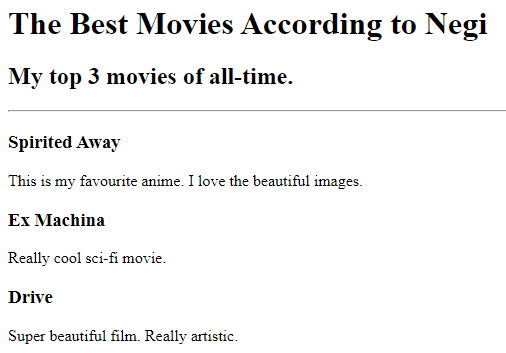 The Best Movies According to Negi
My top 3 movies of all-time.
Spirited Away
This is my favourite anime. I love the beautiful images.
Ex Machina
Really cool sci-fi movie.
Drive
Super beautiful film. Really artistic.